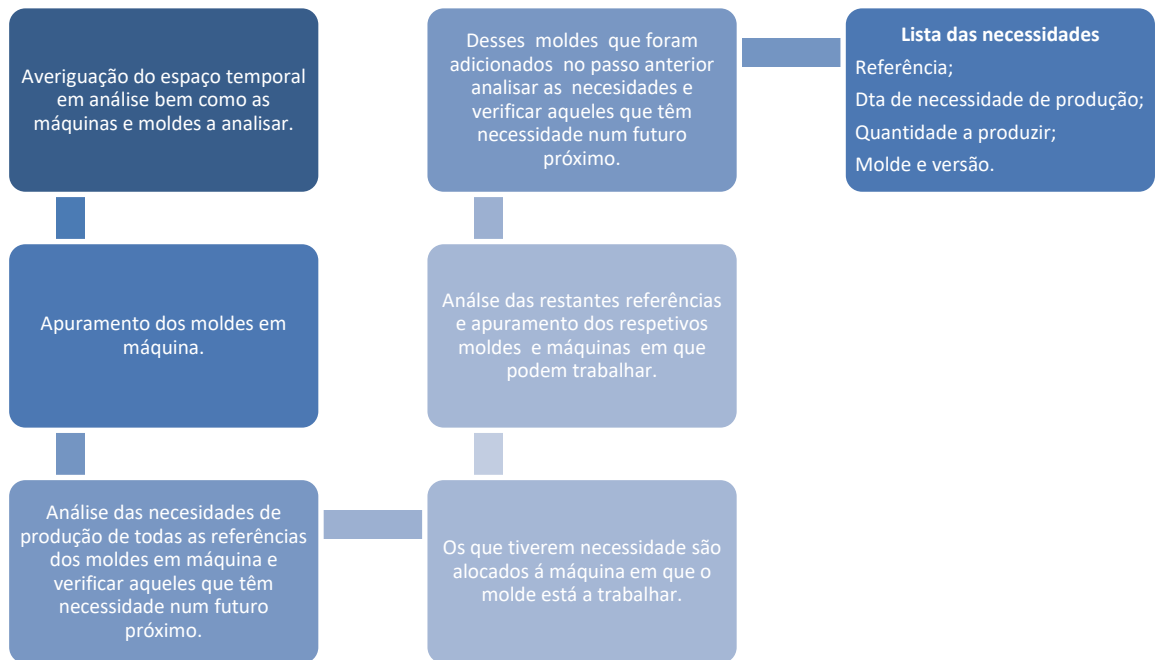 Averiguação do espaço temporal
em análise bem como as
máquinas e moldes a analisar.
Apuramento dos moldes em
máquina.
Análise das necesidades de
produção de todas as referências
dos moldes em máquina e
verificar aqueles que têm
necessidade num futuro
próximo.
Os que tiverem necessidade são
alocados á máquina em que o
molde está a trabalhar.
Análse das restantes referências
e apuramento dos respetivos
moldes e máquinas em que
podem trabalhar.
Desses moldes que foram
adicionados no passo anterior
analisar as necesidades e
verificar aqueles que têm
necessidade num futuro
próximo.
Lista das necessidades
Referência;
Dta de necessidade de produção;
Quantidade a produzir;
Molde e versão.